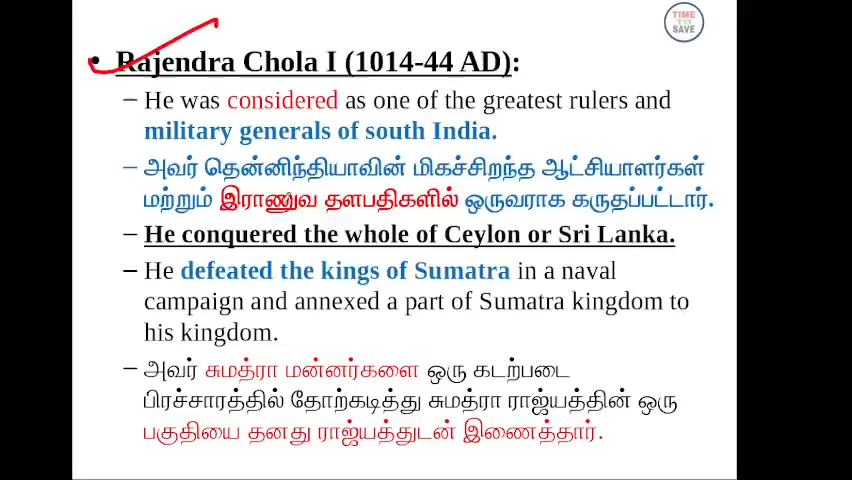 TIME
TO
SAVE
• Rajendra Chola I (1014-44 AD):
– He was considered as one of the greatest rulers and
military generals of south India.
– அவர் தென்னிந்தியாவின் மிகச்சிறந்த ஆட்சியாளர்கள்
மற்றும் இராணுவ தளபதிகளில் ஒருவராக கருதப்பட்டார்.
– He conquered the whole of Ceylon or Sri Lanka.
– He defeated the kings of Sumatra in a naval
campaign and annexed a part of Sumatra kingdom to
his kingdom.
– அவர் சுமத்ரா மன்னர்களை ஒரு கடற்படை
பிரச்சாரத்தில் தோற்கடித்து சுமத்ரா ராஜ்யத்தின் ஒரு
பகுதியை தனது ராஜ்யத்துடன் இணைத்தார்.